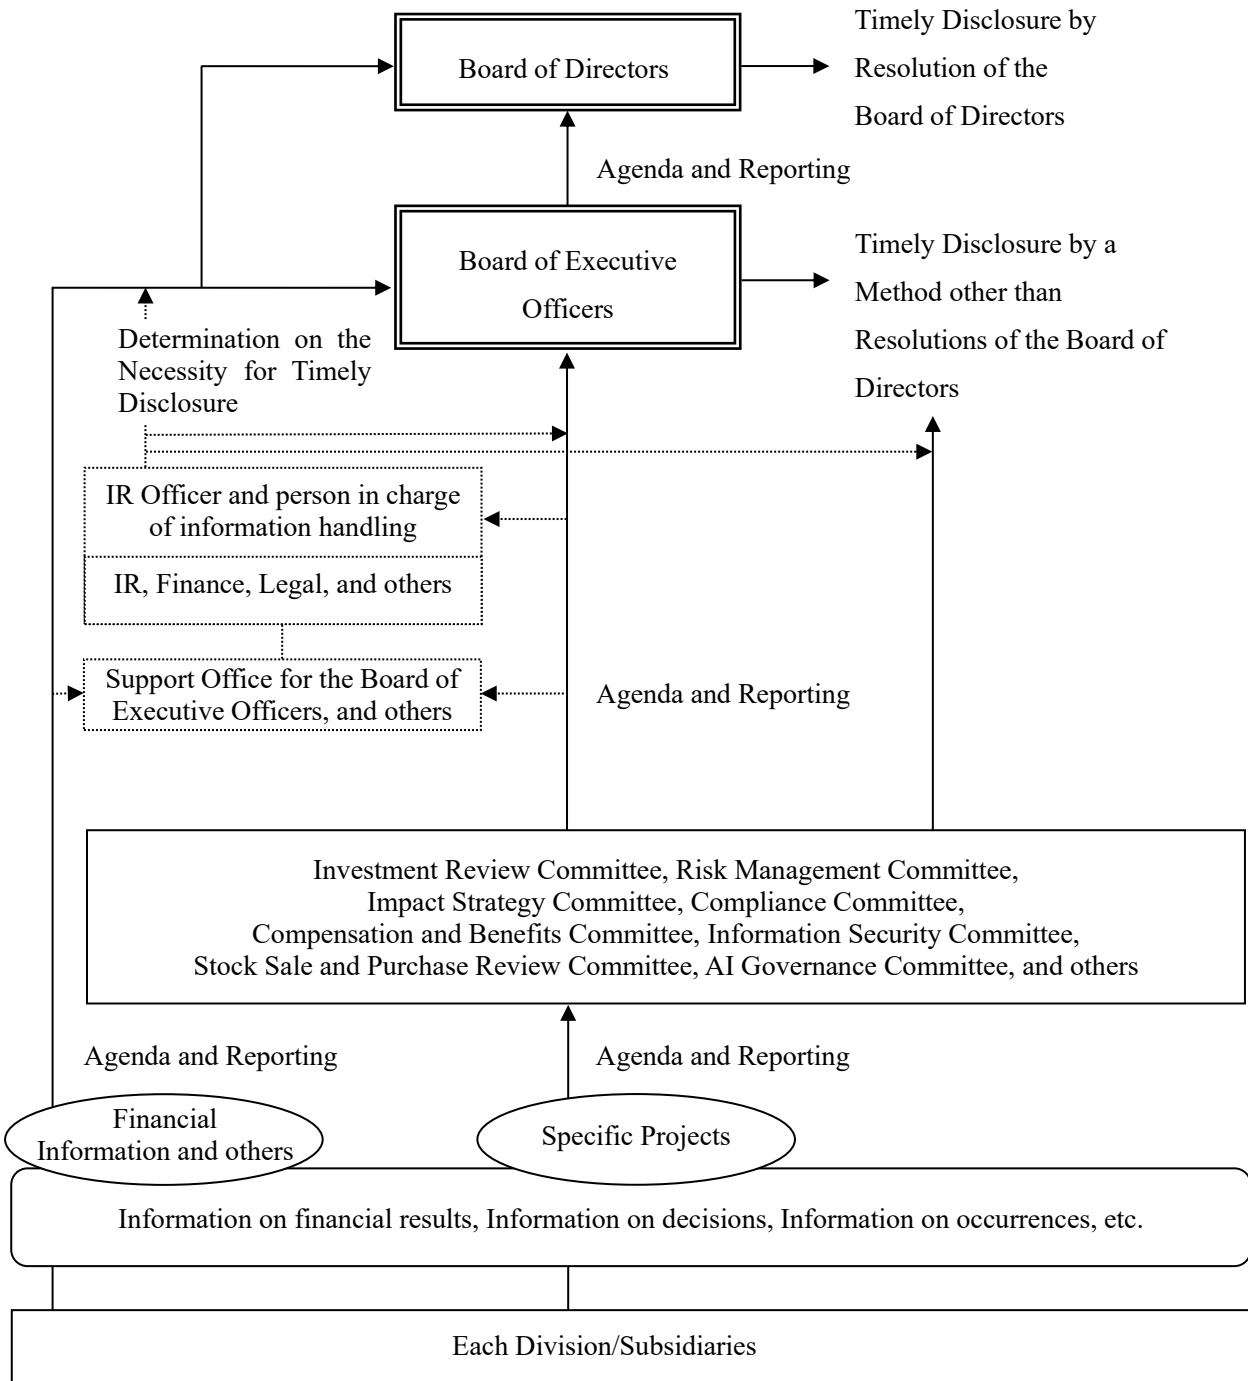 Timely Disclosure by
Resolution of the
Board of Directors
Board of Directors
Agenda and Reporting
Board of Executive
Officers
Timely Disclosure by a
Method other than
Resolutions of the Board of
Directors
Determination on the
Necessity for Timely
Disclosure
IR Officer and person in charge
of information handling
IR, Finance, Legal, and others
Support Office for the Board of
Executive Officers, and others
Agenda and Reporting
Investment Review Committee, Risk Management Committee,
Impact Strategy Committee, Compliance Committee,
Compensation and Benefits Committee, Information Security Committee,
Stock Sale and Purchase Review Committee, AI Governance Committee, and others
Agenda and Reporting
Agenda and Reporting
Financial
Information and others
Specific Projects
Information on financial results, Information on decisions, Information on occurrences, etc.
Each Division/Subsidiaries